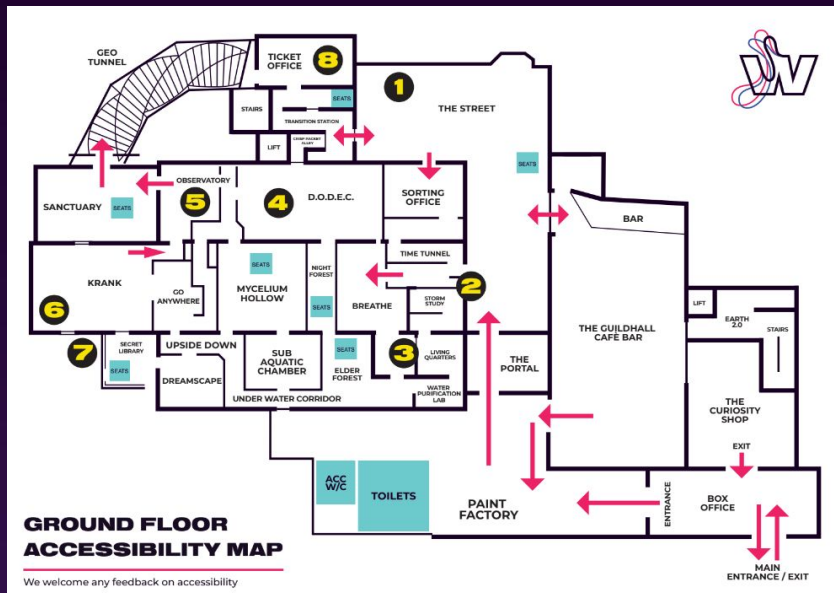 GEO
TUNNEL
TICKET
OFFICE
8
SEATS
STAIRS
TRANSITION STATION
LIFT
1
THE STREET
SEATS
OBSERVATORY
5
SANCTUARY
SEATS
4
D.O.D.E.C.
SORTING
OFFICE
BAR
TIME TUNNEL
KRANK
6
GO
ANYWHERE
SEATS
MYCELIUM
HOLLOW
NIGHT
FOREST
SEATS
BREATHE
2
STORM
STUDY
THE GUILDHALL
CAFÉ BAR
LIFT
EARTH
2.0
STAIRS
7
SECRET
LIBRARY
SEATS
UPSIDE DOWN
DREAMSCAPE
SUB
AQUATIC
CHAMBER
SEATS
ELDER
FOREST
3
LIVING
QUARTERS
THE
PORTAL
UNDER WATER CORRIDOR
WATER
PURIFICATION
LAB
THE
CURIOSITY
SHOP
EXIT
ACC
W/C
TOILETS
PAINT
FACTORY
ENTRANCE
BOX
OFFICE
MAIN
ENTRANCE / EXIT
GROUND FLOOR
ACCESSIBILITY MAP
We welcome any feedback on accessibility